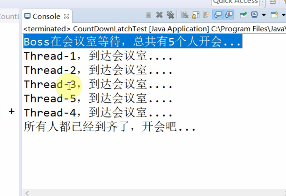 Quick Access
Counti
Console
<terminated> CountDownLatchTest [Java Application] C:\Program Files\Java\
Boss在会议室等待，总共有5个人开会...
Thread-1，到达会议室....
Thread-2，到达会议室....
Thread-3，到达会议室....
Thread-5，到达会议室....
Thread-4，到达会议室....
所有人都已经到齐了，开会吧...